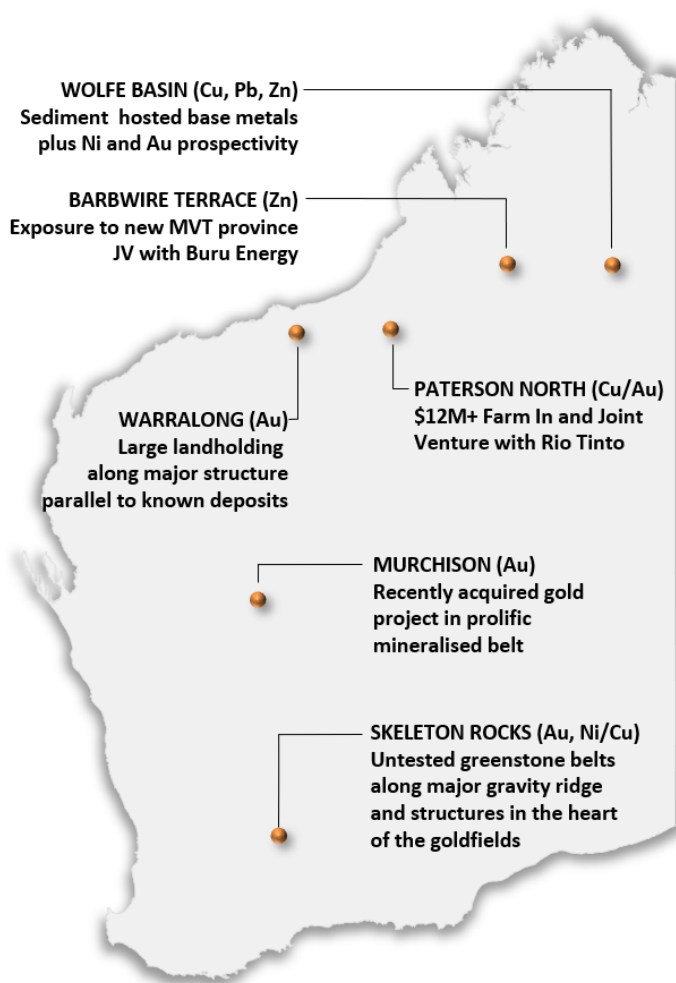 WOLFE BASIN (Cu, Pb, Zn)
Sediment hosted base metals
plus Ni and Au prospectivity
BARBWIRE TERRACE (Zn)
Exposure to new MVT province
JV with Buru Energy
PATERSON NORTH (Cu/Au)
$12M+ Farm In and Joint
Venture with Rio Tinto
WARRALONG (Au)
Large landholding
along major structure
parallel to known deposits
MURCHISON (Au)
Recently acquired gold
project in prolific
mineralised belt
SKELETON ROCKS (Au, Ni/Cu)
Untested greenstone belts
along major gravity ridge
and structures in the heart
of the goldfields